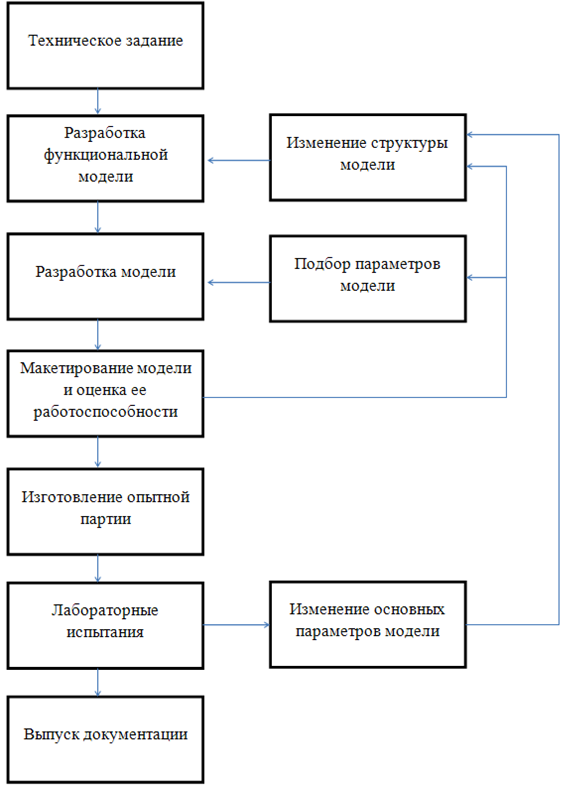 Техническое задание
Разработка
функциональной
модели
Изменение структуры
модели
Разработка модели
Подбор параметров
модели
Макетирование модели
и оценка ее
работоспособности
Изготовление опытной
партии
Лабораторные
испытания
Изменение основных
параметров модели
Выпуск документации